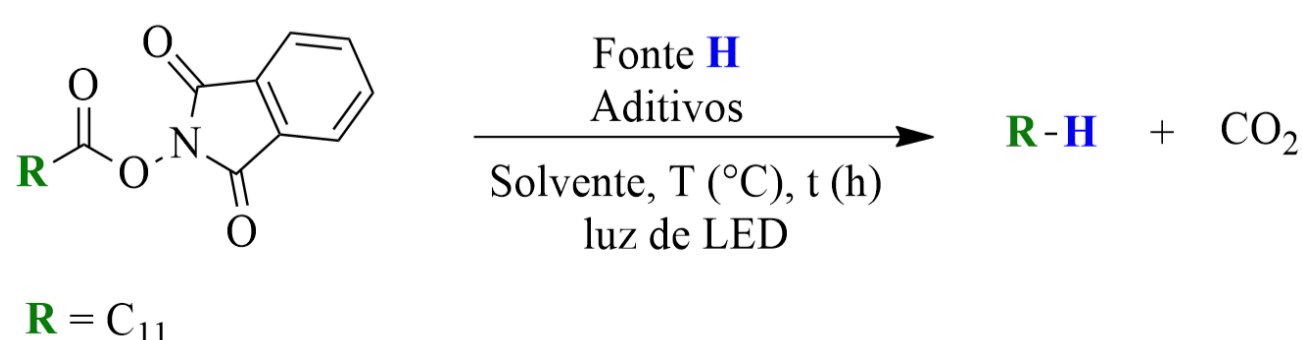 O
O
O
N
O
R
Fonte H
Aditivos
Solvente, T (°C), t (h)
luz de LED
R-H + CO₂
R = C₁₁